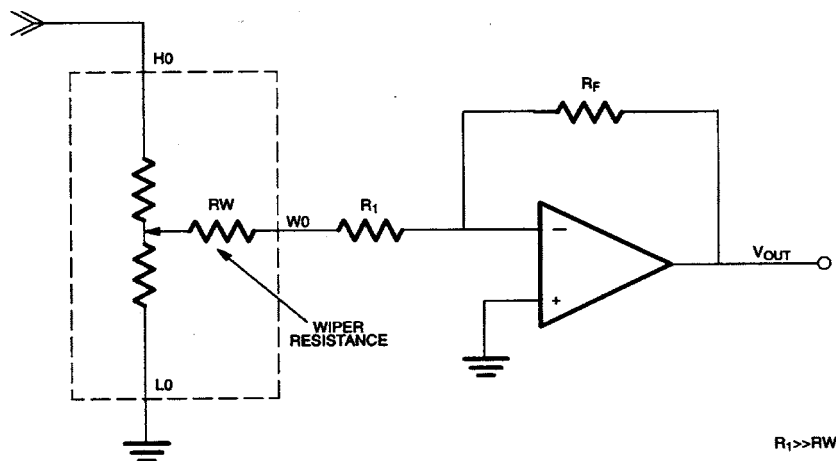 H0
RF
RW
W0
R1
−
+
VOUT
WIPER
RESISTANCE
L0
R1>>RW